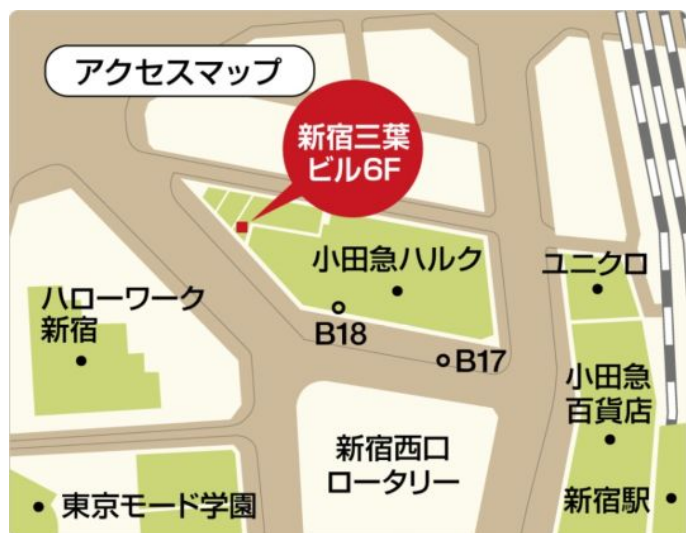 アクセスマップ
新宿三葉
ビル6F
小田急ハルク
ユニクロ
ハローワーク
新宿
B18
B17
小田急
百貨店
新宿西口
ロータリー
東京モード学園
新宿駅